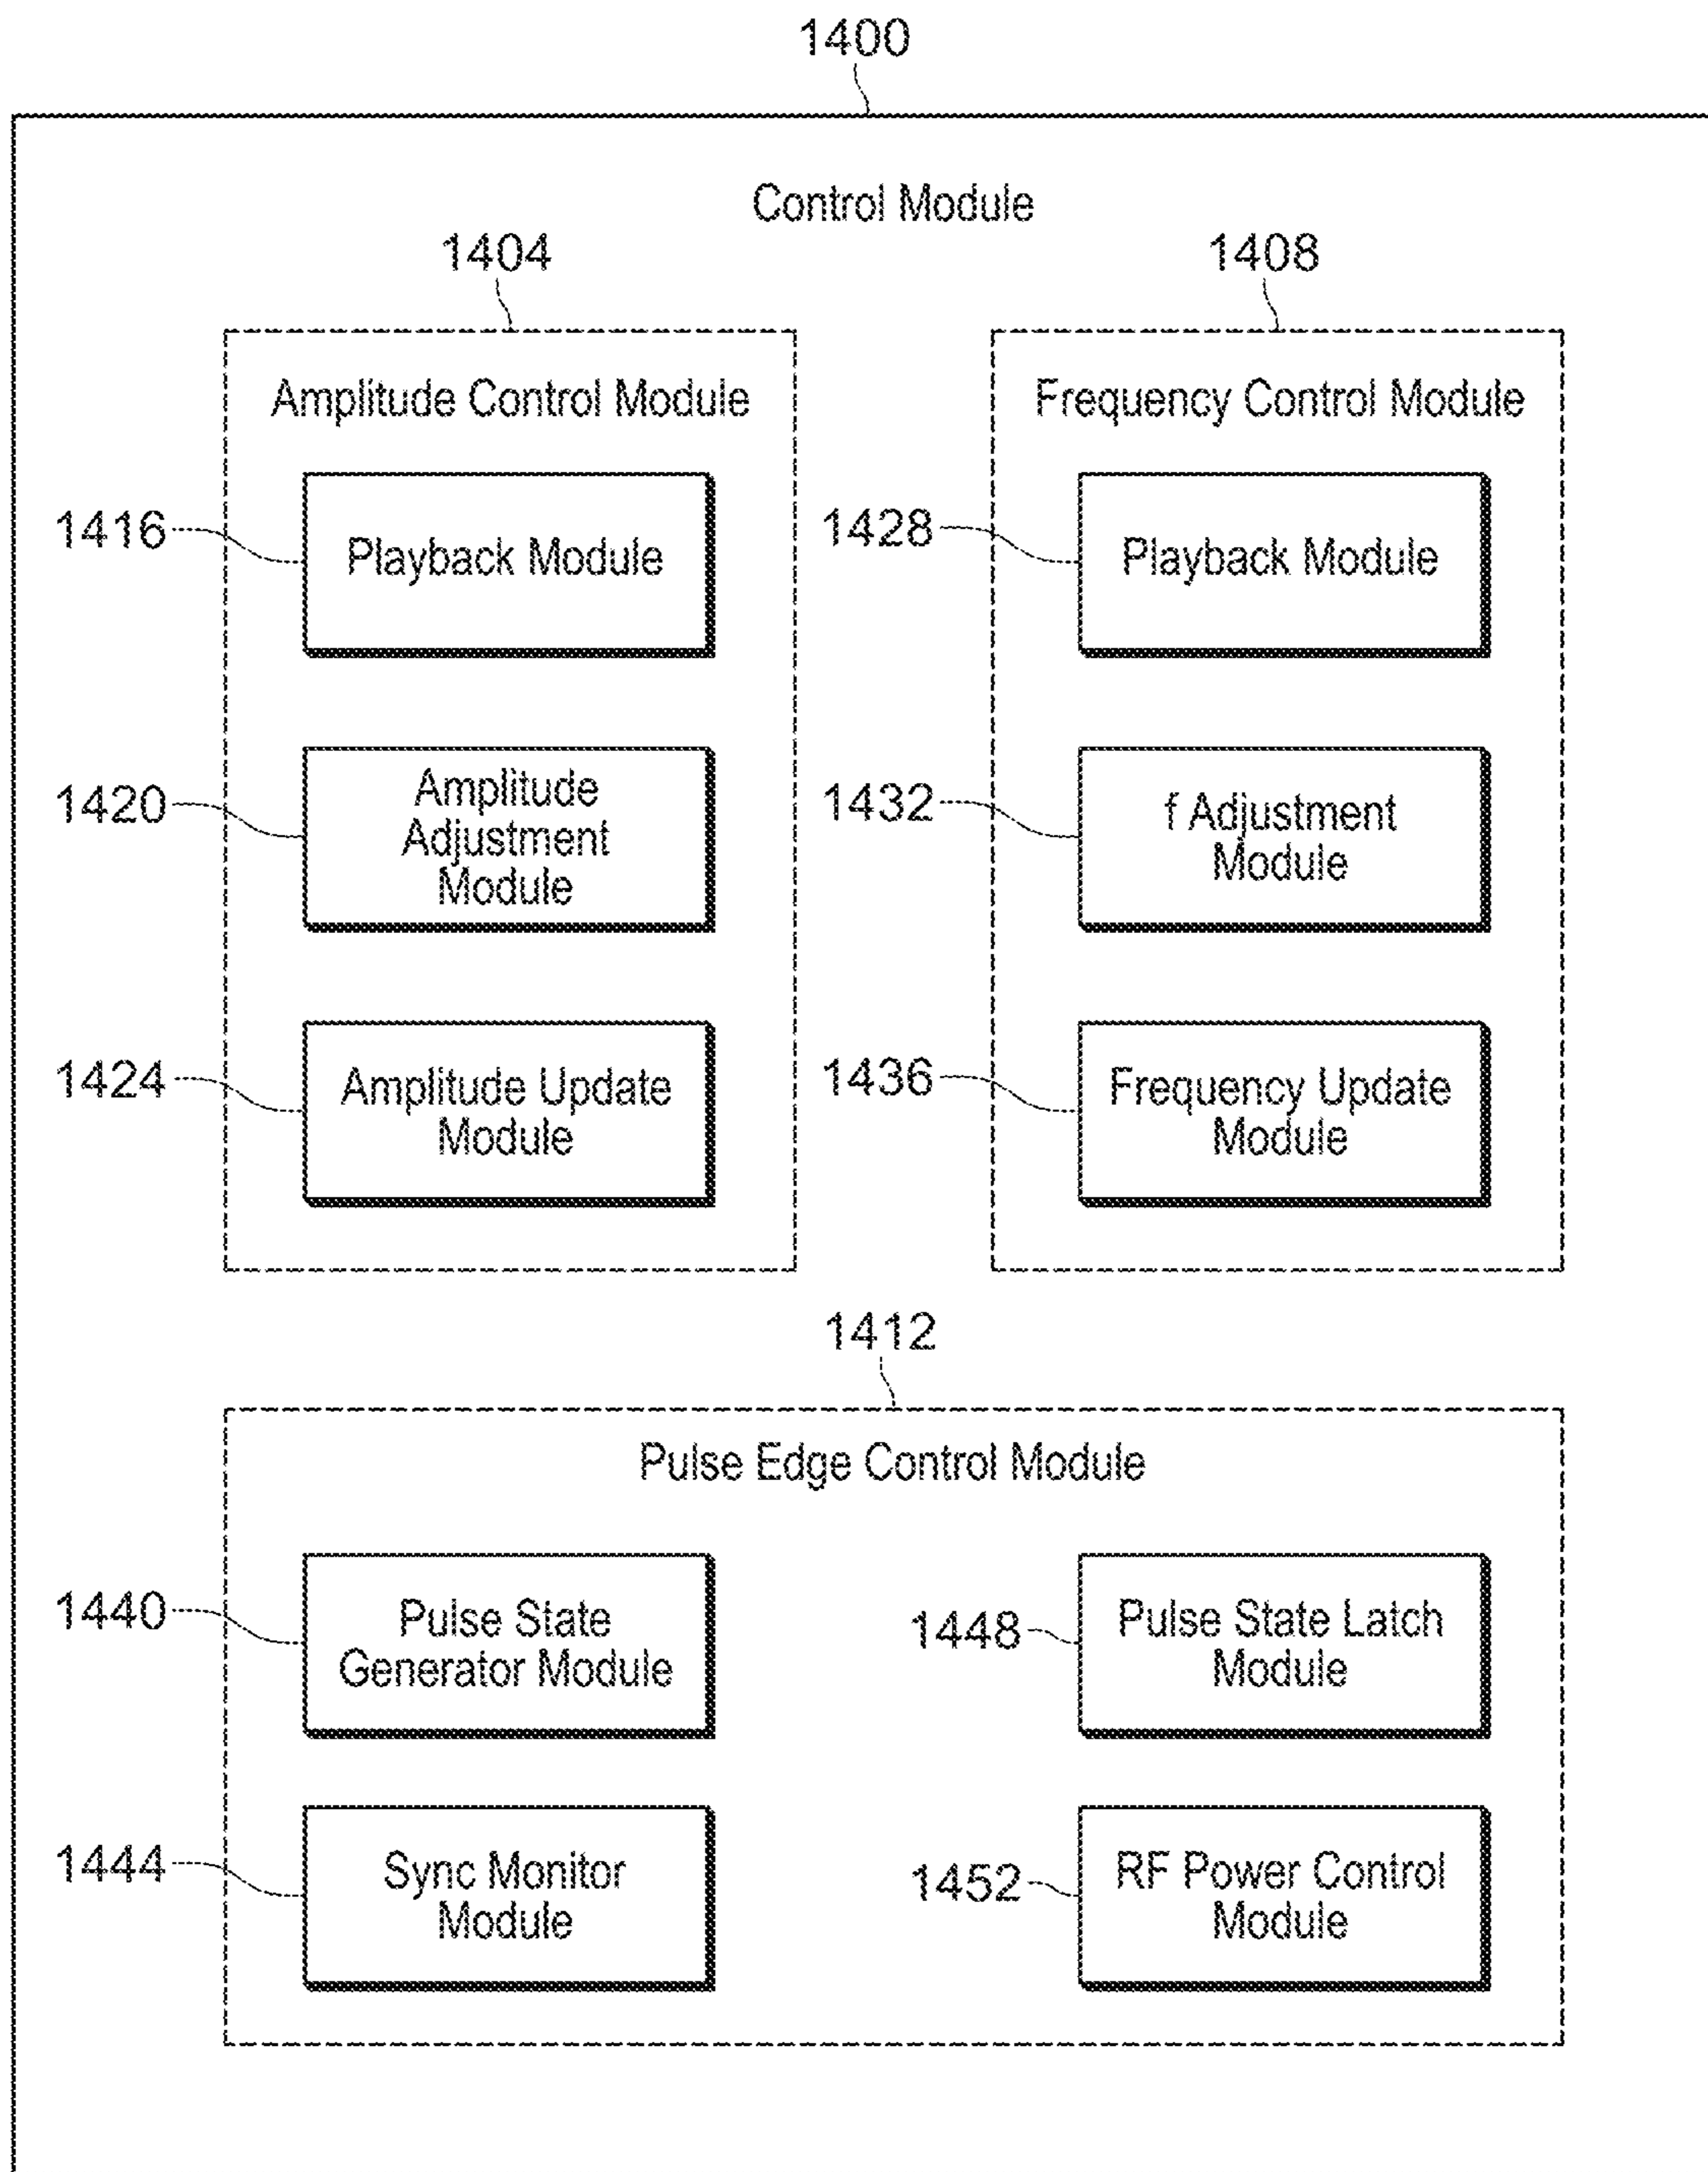 1400
Control Module
1404
1408
Amplitude Control Module
Frequency Control Module
1416
Playback Module
1428
Playback Module
1420
Amplitude
Adjustment
Module
1432
f Adjustment
Module
1424
Amplitude Update
Module
1436
Frequency Update
Module
1412
Pulse Edge Control Module
1440
Pulse State
Generator Module
1448
Pulse State Latch
Module
1444
Sync Monitor
Module
1452
RF Power Control
Module